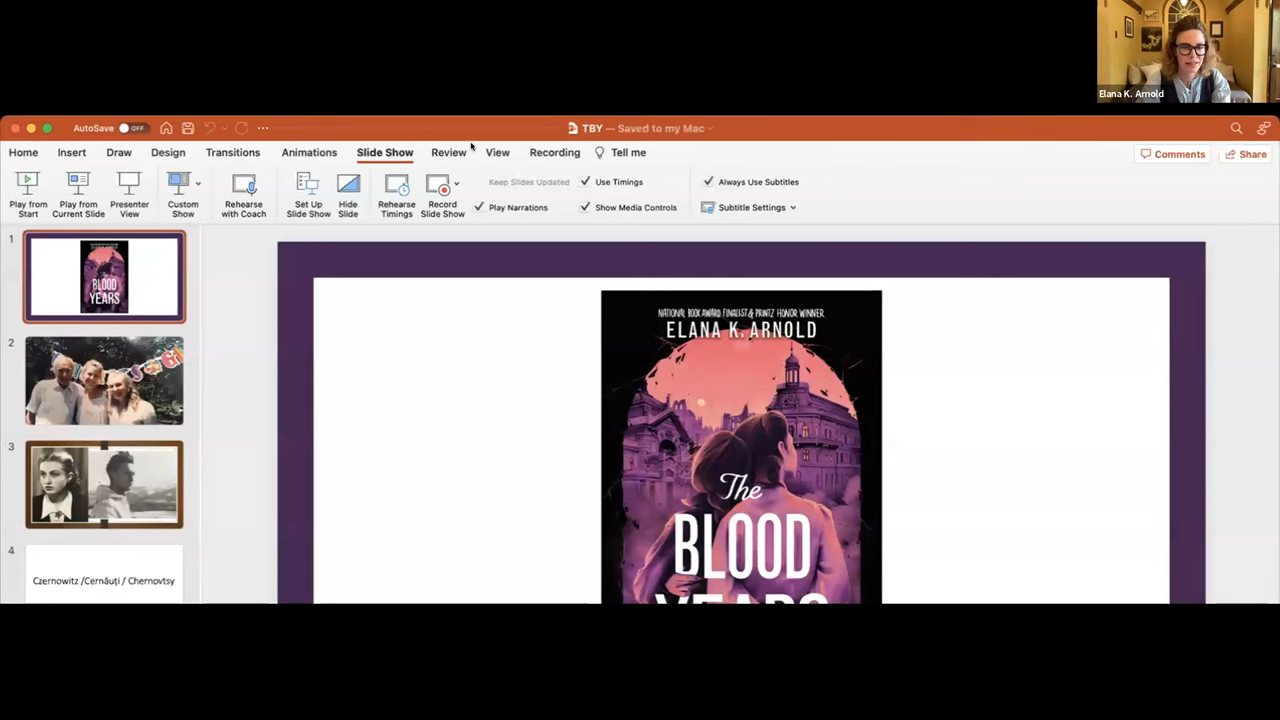 Elana K. Arnold
AutoSave OFF
TBY — Saved to my Mac
Home Insert Draw Design Transitions Animations Slide Show Review View Recording Tell me
Comments Share
Play from Start
Play from Current Slide
Presenter View
Custom Show
Rehearse with Coach
Set Up Slide Show
Hide Slide
Rehearse Timings
Record Slide Show
Keep Slides Updated
Use Timings
Play Narrations
Show Media Controls
Always Use Subtitles
Subtitle Settings
1
The
BLOOD
YEARS
2
3
4
Czernowitz /Cernăuți / Chernovtsy
NATIONAL BOOK AWARD FINALIST & PRINTZ HONOR WINNER
ELANA K. ARNOLD
The
BLOOD
YEARS